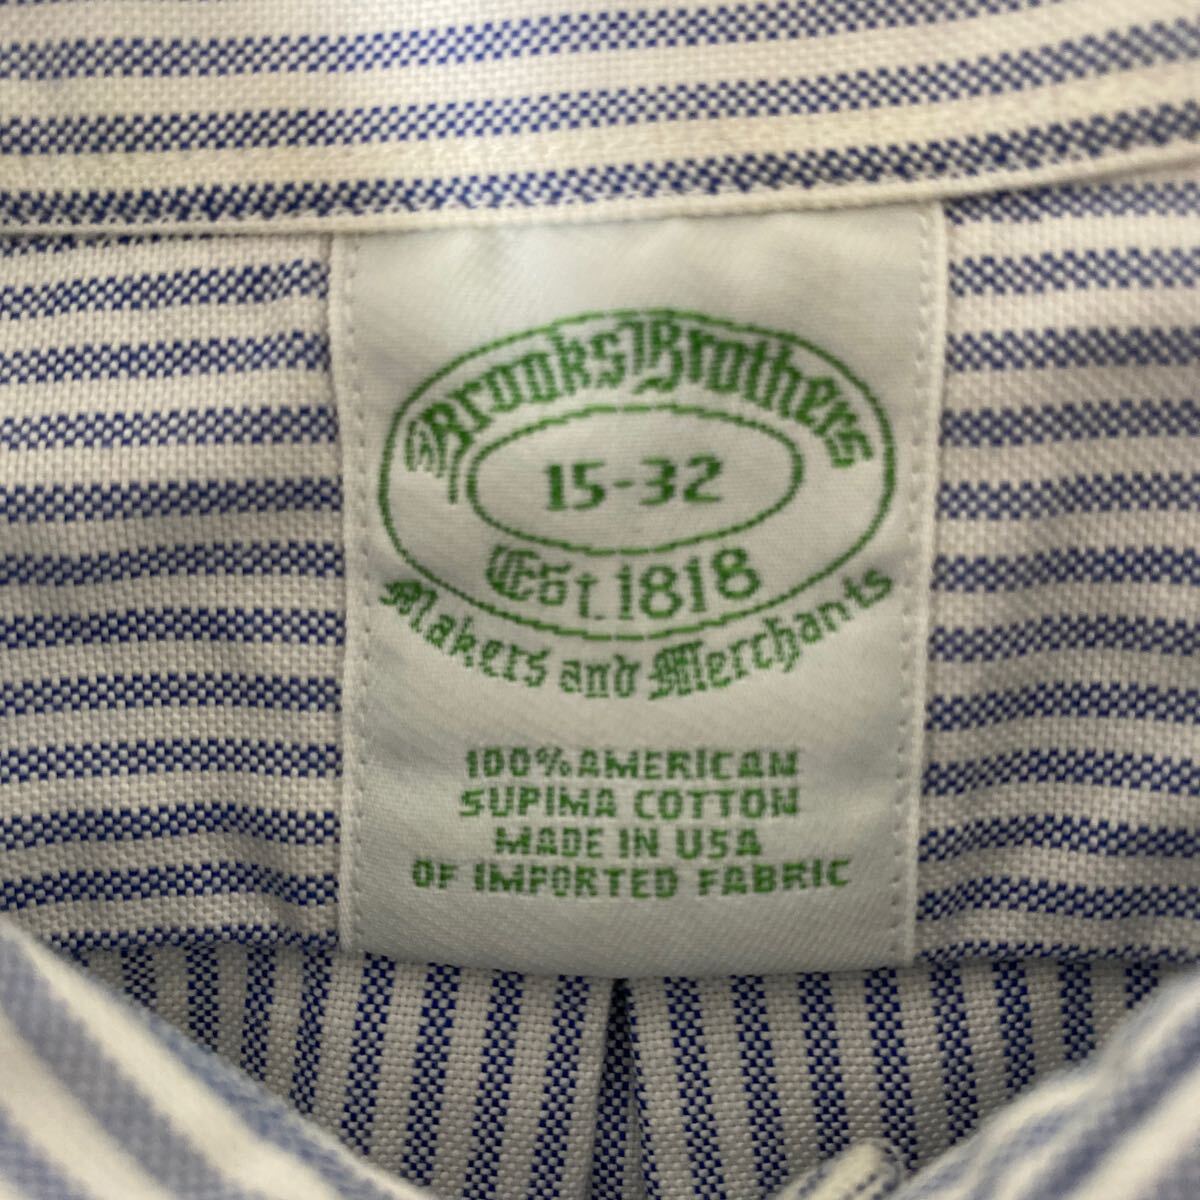 Brooks Brothers
15-32
Est. 1818
Makers and Merchants
100% AMERICAN
SUPIMA COTTON
MADE IN USA
OF IMPORTED FABRIC